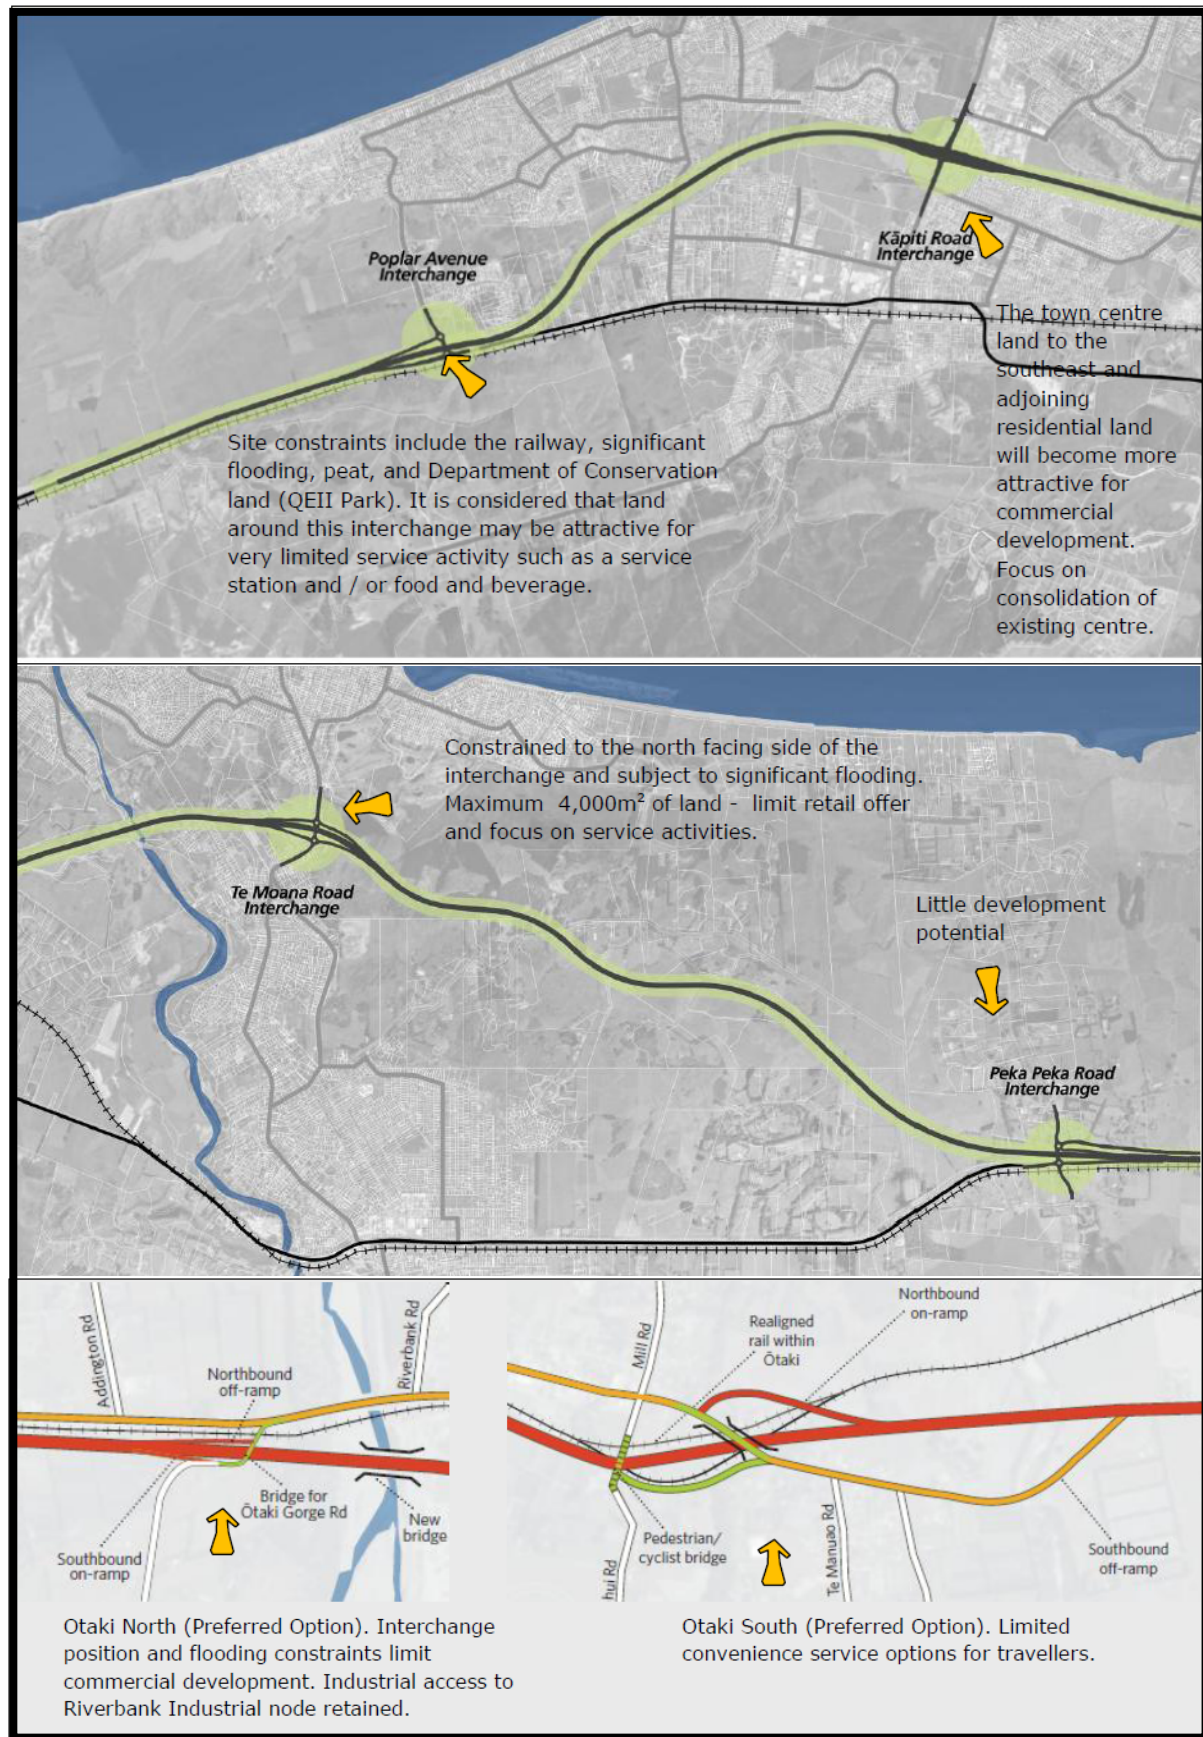 Poplar Avenue
Interchange
Kāpiti Road
Interchange
Site constraints include the railway, significant
flooding, peat, and Department of Conservation
land (QEII Park). It is considered that land
around this interchange may be attractive for
very limited service activity such as a service
station and / or food and beverage.
The town centre
land to the
southeast and
adjoining
residential land
will become more
attractive for
commercial
development.
Focus on
consolidation of
existing centre.
Constrained to the north facing side of the
interchange and subject to significant flooding.
Maximum 4,000m² of land - limit retail offer
and focus on service activities.
Te Moana Road
Interchange
Little development
potential
Peka Peka Road
Interchange
Addington Rd
Northbound
off-ramp
Riverbank Rd
Bridge for
Ōtaki Gorge Rd
New
bridge
Southbound
on-ramp
Mill Rd
Realigned
rail within
Ōtaki
Northbound
on-ramp
Pedestrian/
cyclist bridge
hui Rd
Te Manuao Rd
Southbound
off-ramp
Otaki North (Preferred Option). Interchange
position and flooding constraints limit
commercial development. Industrial access to
Riverbank Industrial node retained.
Otaki South (Preferred Option). Limited
convenience service options for travellers.